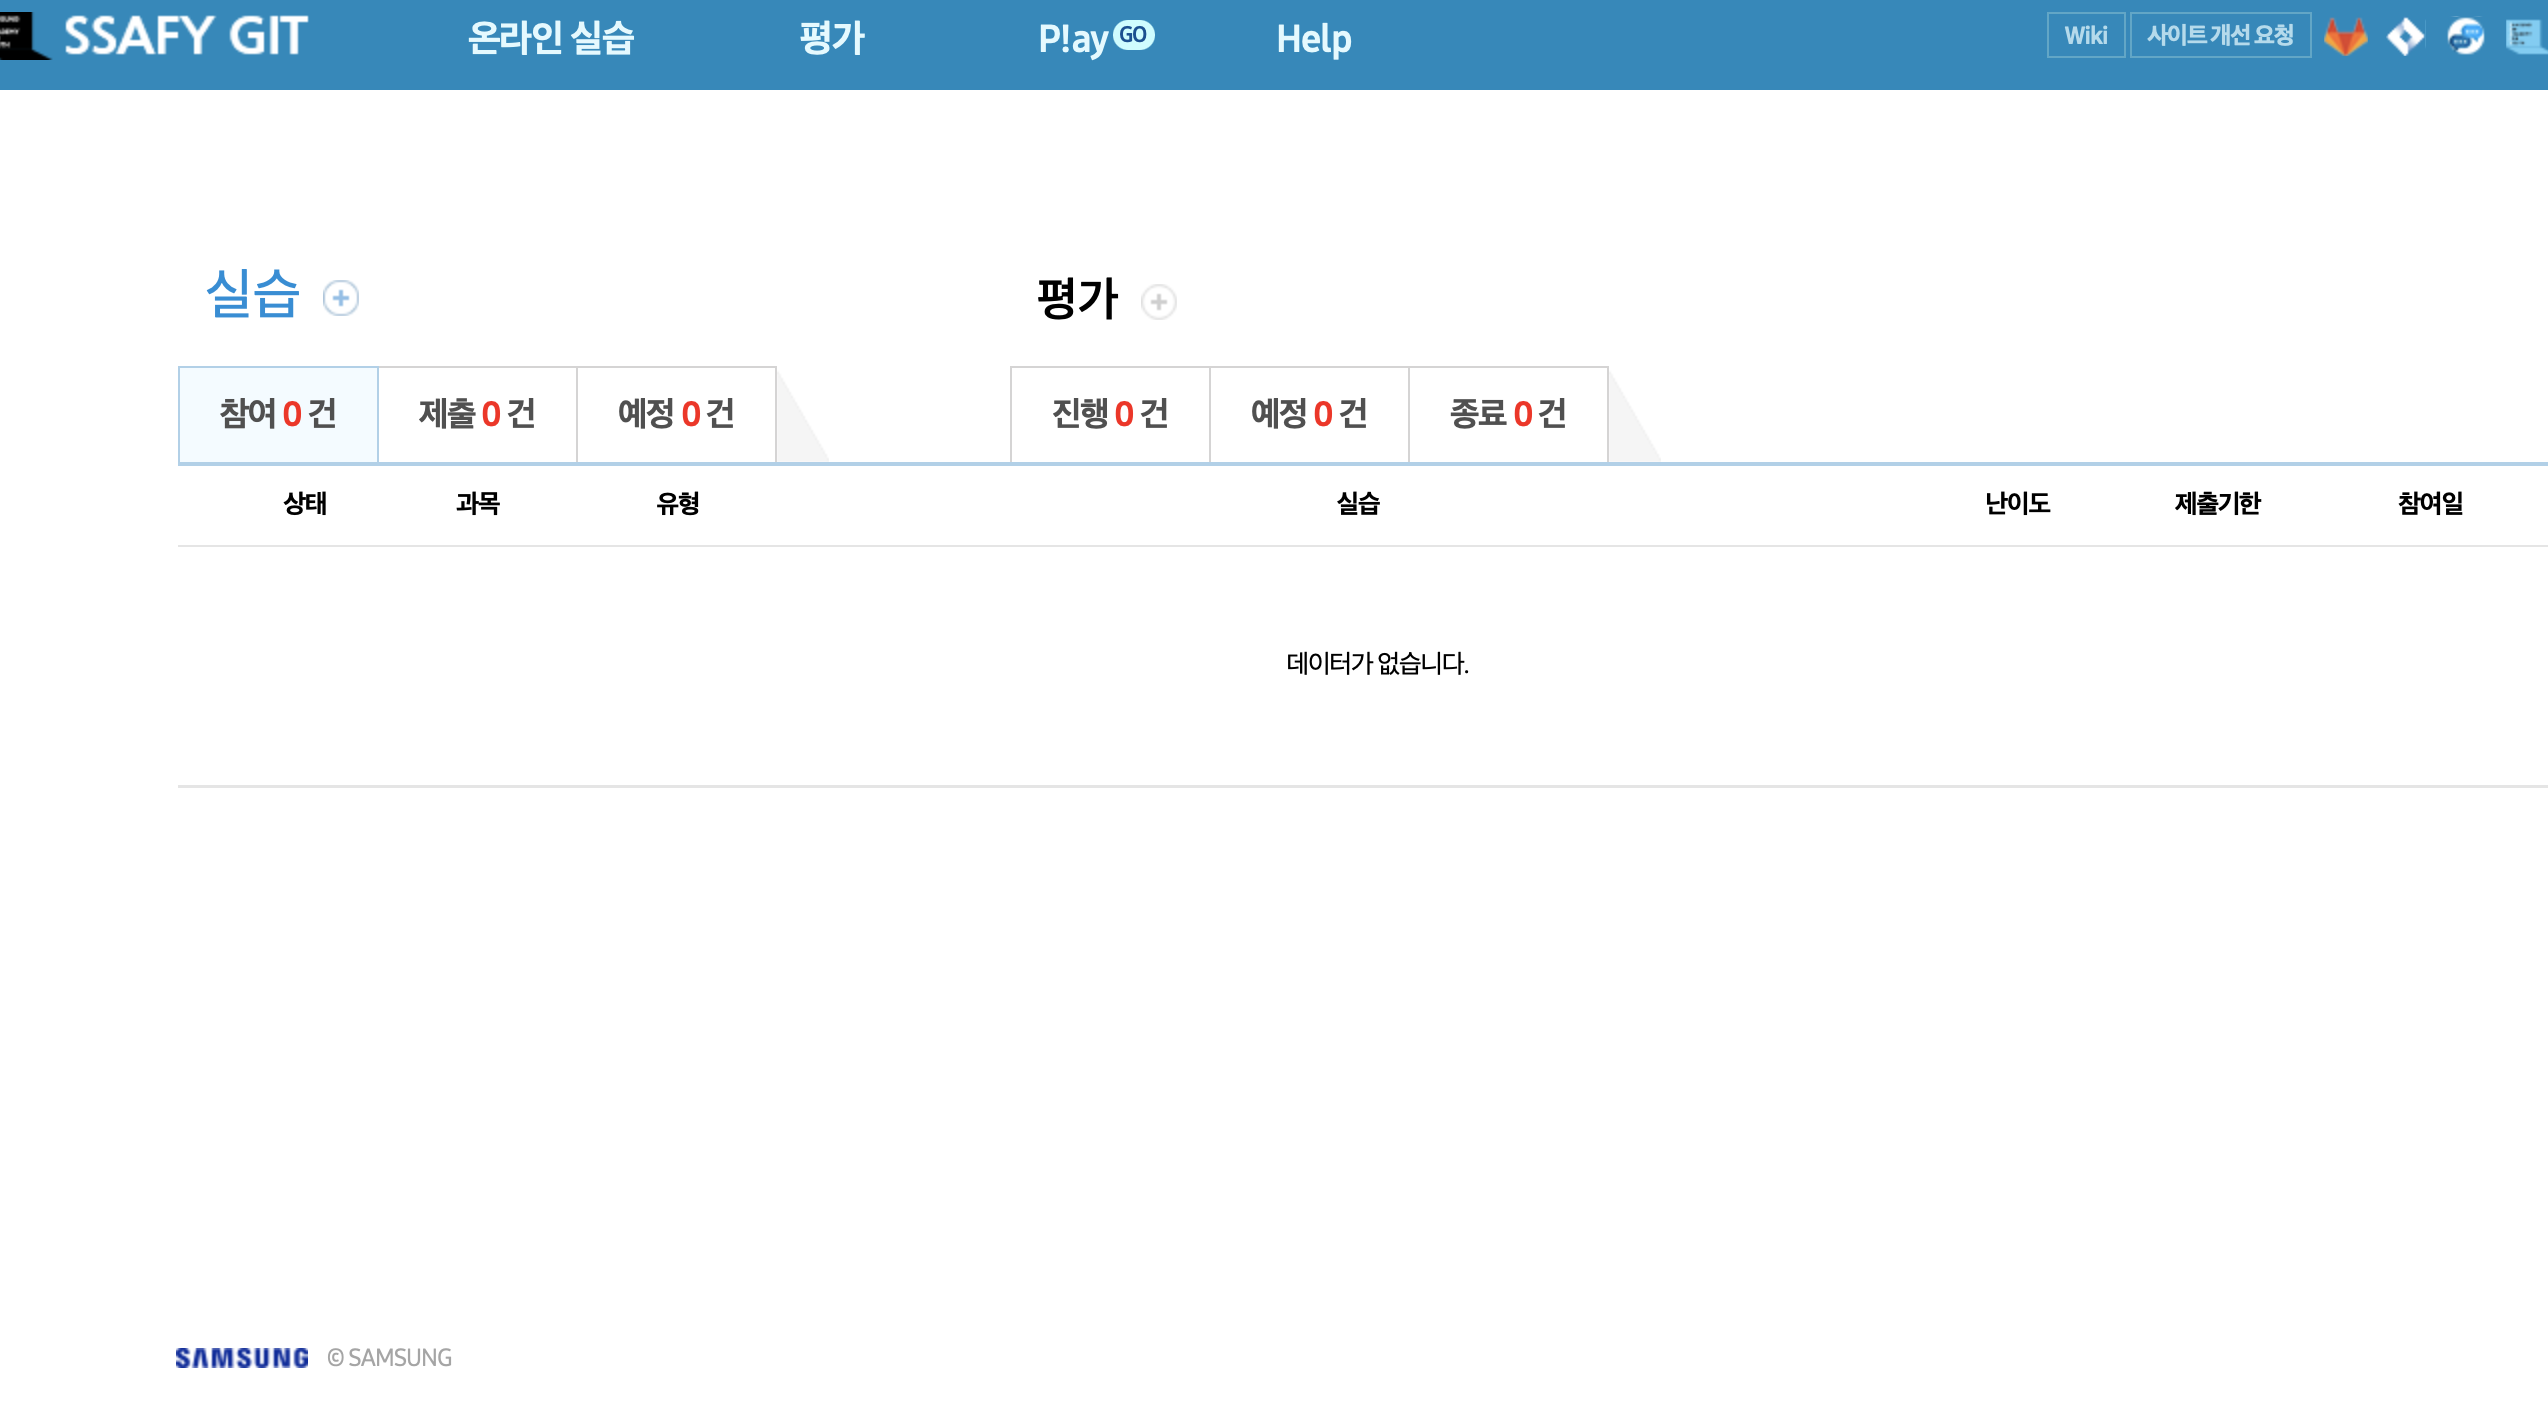 SSAFY GIT 온라인 실습 평가 P!ay GO Help Wiki 사이트 개선 요청
실습 평가
참여 0 건 제출 0 건 예정 0 건 진행 0 건 예정 0 건 종료 0 건
상태 과목 유형 실습 난이도 제출기한 참여일
데이터가 없습니다.
SAMSUNG © SAMSUNG